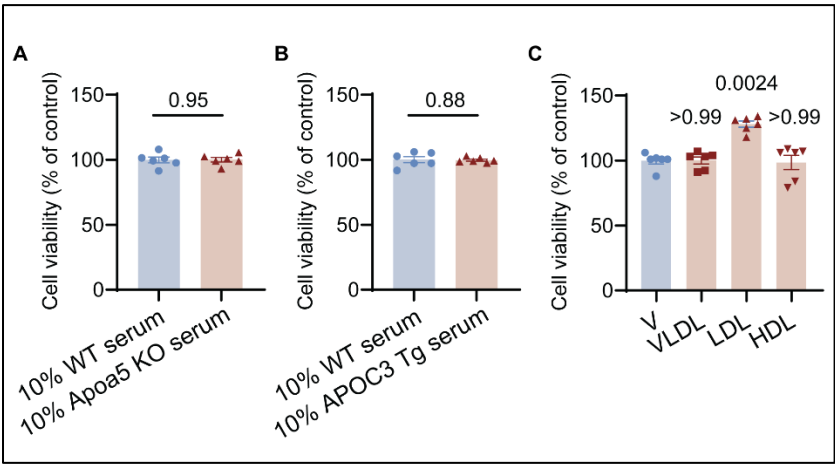 A
Cell viability (% of control)
150
100
50
0
0.95
10% WT serum
10% Apoa5 KO serum
B
Cell viability (% of control)
150
100
50
0
0.88
10% WT serum
10% APOC3 Tg serum
C
Cell viability (% of control)
150
100
50
0
0.0024
>0.99
>0.99
V
VLDL
LDL
HDL